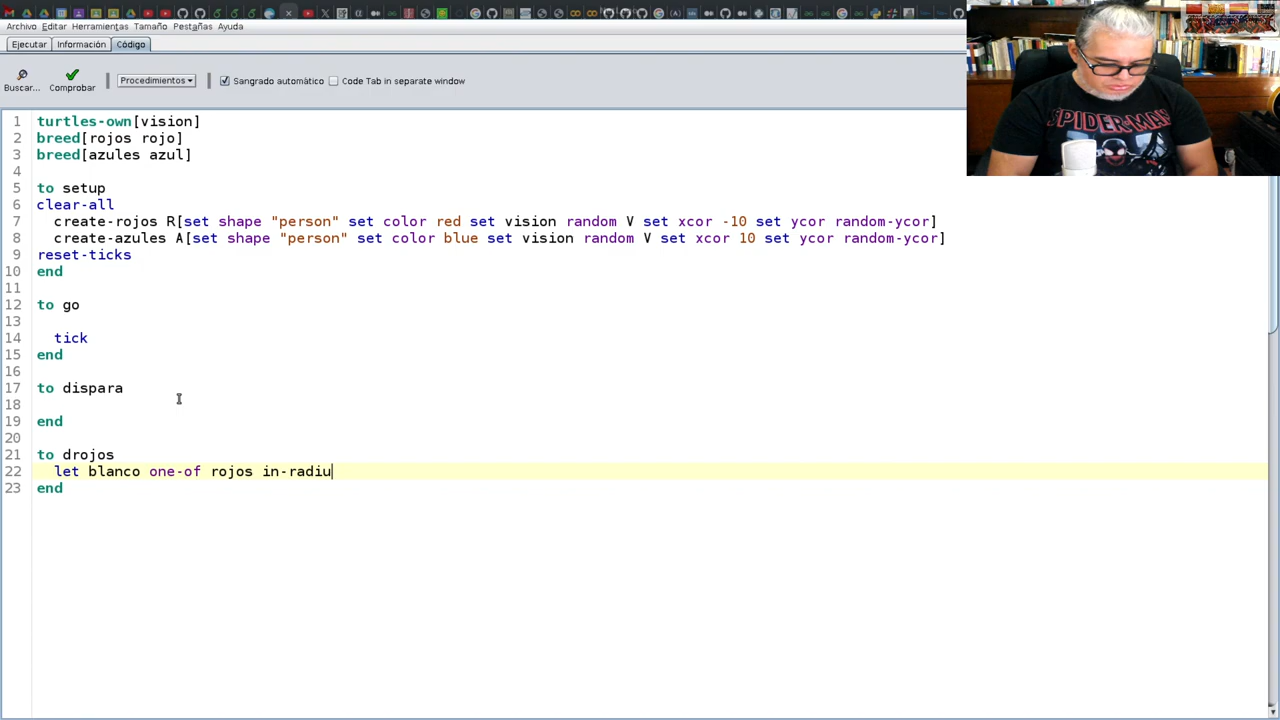 Archivo Editar Herramientas Tamaño Pestañas Ayuda
Ejecutar Información Código
Buscar... Comprobar Procedimientos Sangrado automático Code Tab in separate window
SPIDER-MAN
1 turtles-own[vision]
2 breed[rojos rojo]
3 breed[azules azul]
4
5 to setup
6 clear-all
7 create-rojos R[set shape "person" set color red set vision random V set xcor -10 set ycor random-ycor]
8 create-azules A[set shape "person" set color blue set vision random V set xcor 10 set ycor random-ycor]
9 reset-ticks
10 end
11
12 to go
13
14 tick
15 end
16
17 to dispara
18
19 end
20
21 to drojos
22 let blanco one-of rojos in-radiu
23 end